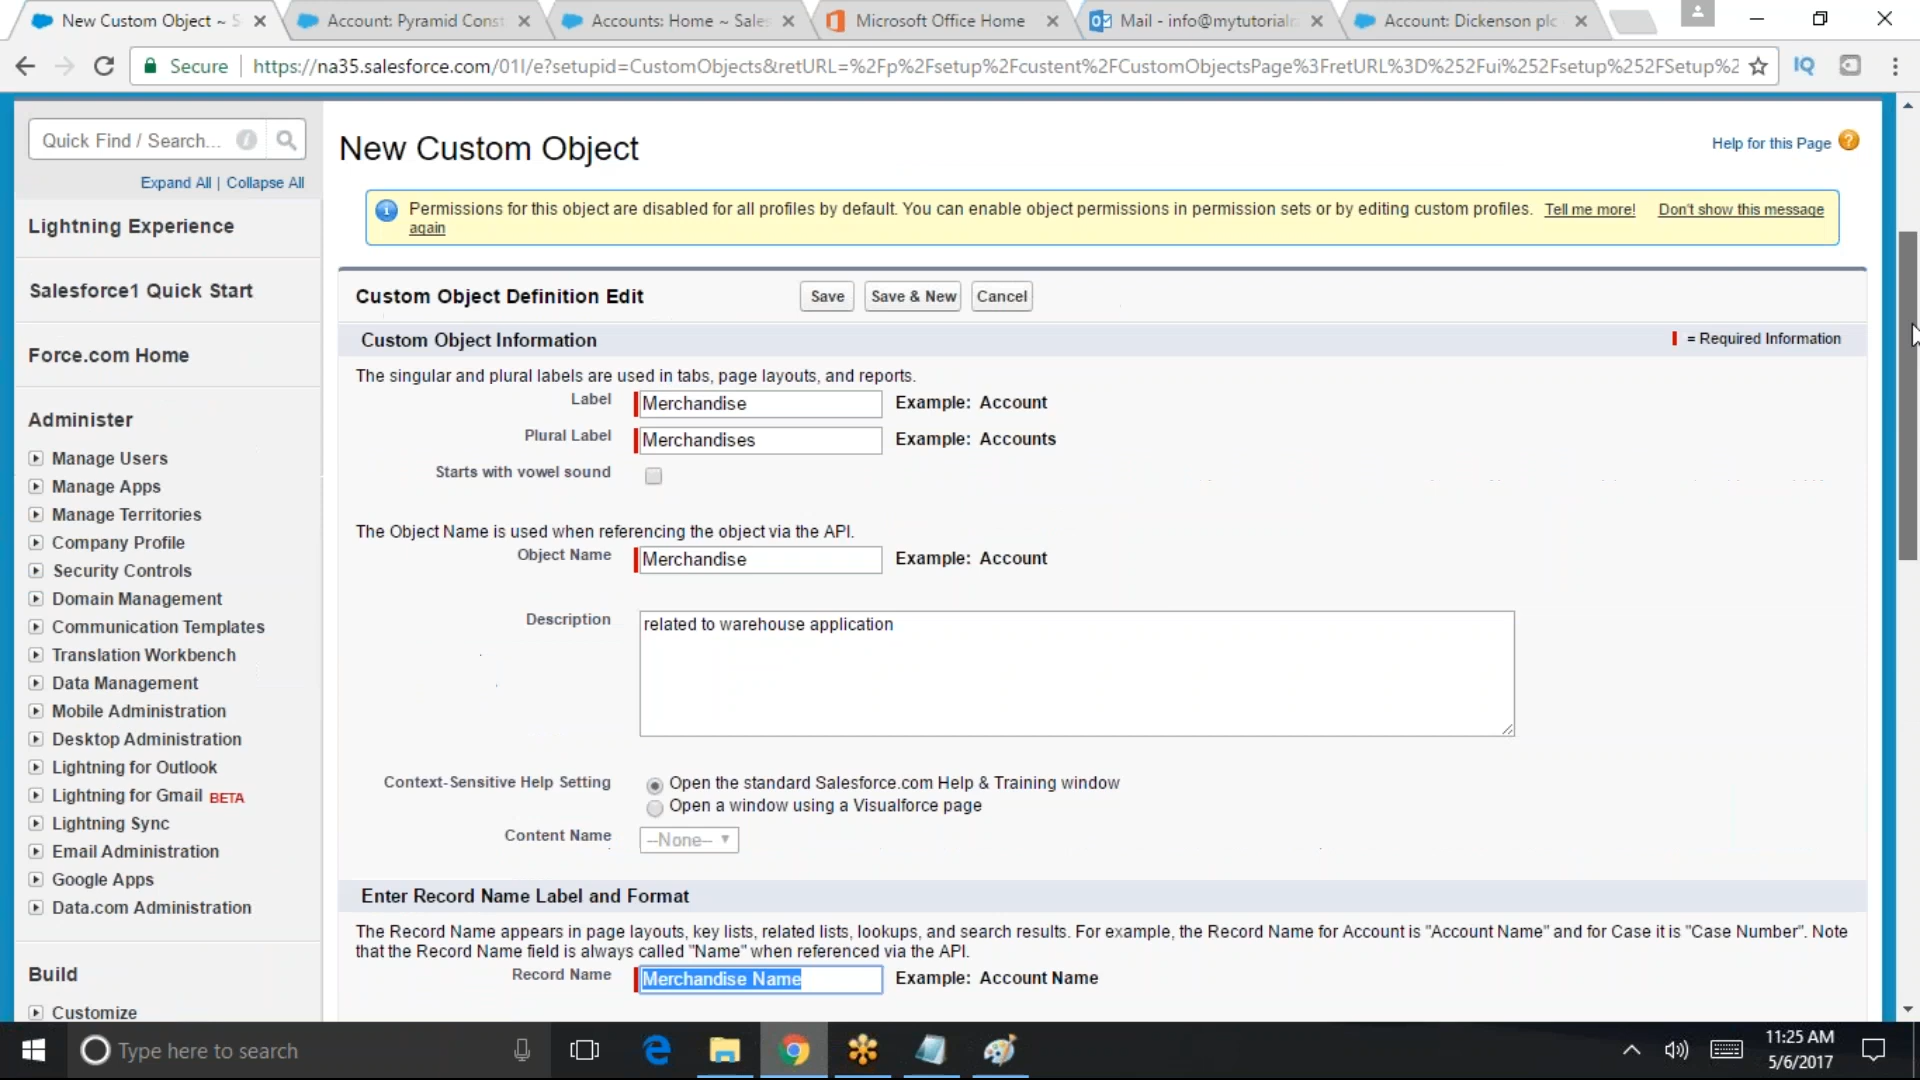 New Custom Object ~ S
Account: Pyramid Const
Accounts: Home ~ Sales
Microsoft Office Home
Mail - info@mytutorialr
Account: Dickenson plc
Secure
https://na35.salesforce.com/01I/e?setupid=CustomObjects&retURL=%2Fp%2Fsetup%2Fcustent%2FCustomObjectsPage%3FretURL%3D%252Fui%252Fsetup%252FSetup%2
IQ
Quick Find / Search...
Expand All | Collapse All
Lightning Experience
Salesforce1 Quick Start
Force.com Home
Administer
Manage Users
Manage Apps
Manage Territories
Company Profile
Security Controls
Domain Management
Communication Templates
Translation Workbench
Data Management
Mobile Administration
Desktop Administration
Lightning for Outlook
Lightning for Gmail BETA
Lightning Sync
Email Administration
Google Apps
Data.com Administration
Build
Customize
New Custom Object
Help for this Page
Permissions for this object are disabled for all profiles by default. You can enable object permissions in permission sets or by editing custom profiles. Tell me more! Don't show this message
again
Custom Object Definition Edit
Save
Save & New
Cancel
Custom Object Information
= Required Information
The singular and plural labels are used in tabs, page layouts, and reports.
Label Merchandise Example: Account
Plural Label Merchandises Example: Accounts
Starts with vowel sound
The Object Name is used when referencing the object via the API.
Object Name Merchandise Example: Account
Description related to warehouse application
Context-Sensitive Help Setting Open the standard Salesforce.com Help & Training window
Open a window using a Visualforce page
Content Name --None--
Enter Record Name Label and Format
The Record Name appears in page layouts, key lists, related lists, lookups, and search results. For example, the Record Name for Account is "Account Name" and for Case it is "Case Number". Note
that the Record Name field is always called "Name" when referenced via the API.
Record Name Merchandise Name Example: Account Name
Type here to search
11:25 AM
5/6/2017